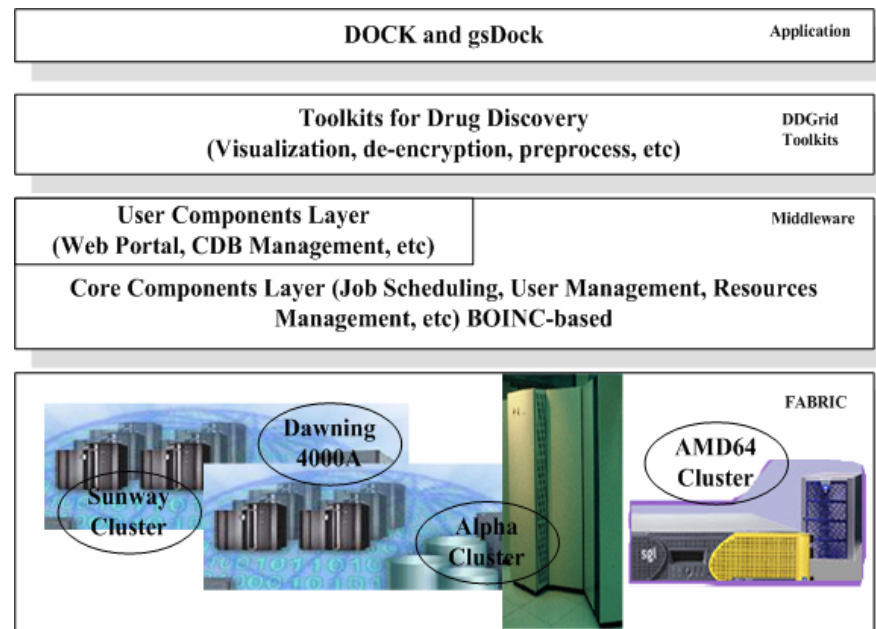 DOCK and gsDock
Application
Toolkits for Drug Discovery
(Visualization, de-encryption, preprocess, etc)
DDGrid
Toolkits
User Components Layer
(Web Portal, CDB Management, etc)
Middleware
Core Components Layer (Job Scheduling, User Management, Resources
Management, etc) BOINC-based
FABRIC
Dawning
4000A
Sunway
Cluster
Alpha
Cluster
AMD64
Cluster
sgi